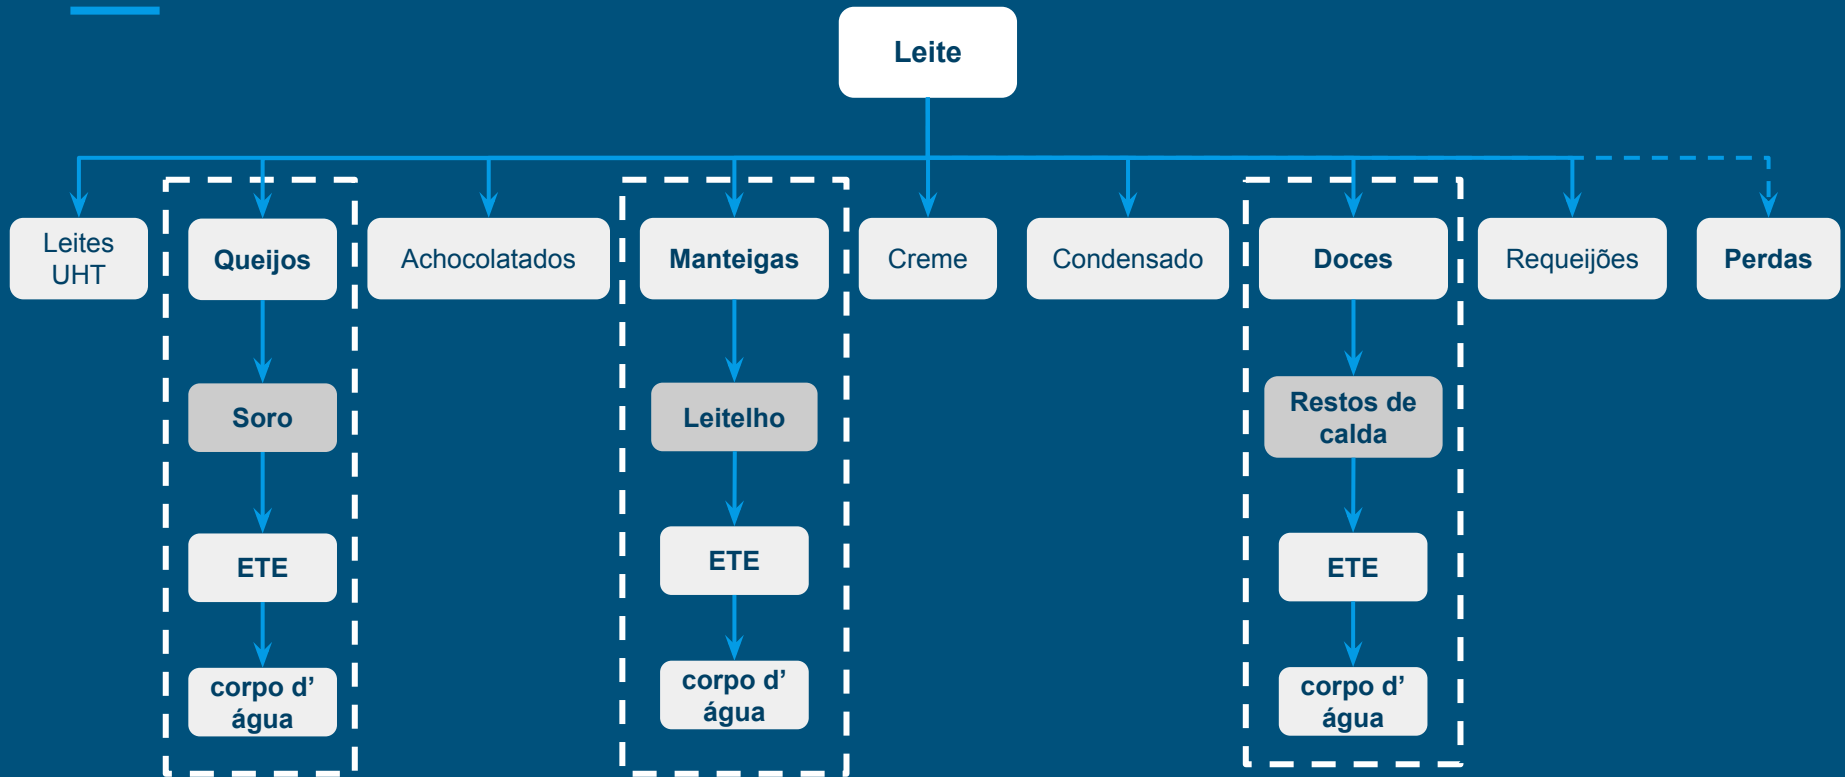 Leite
Leites
UHT
Queijos
Achocolatados
Manteigas
Creme
Condensado
Doces
Requeijões
Perdas
Soro
Leitelho
Restos de
calda
ETE
ETE
ETE
corpo d’
água
corpo d’
água
corpo d’
água